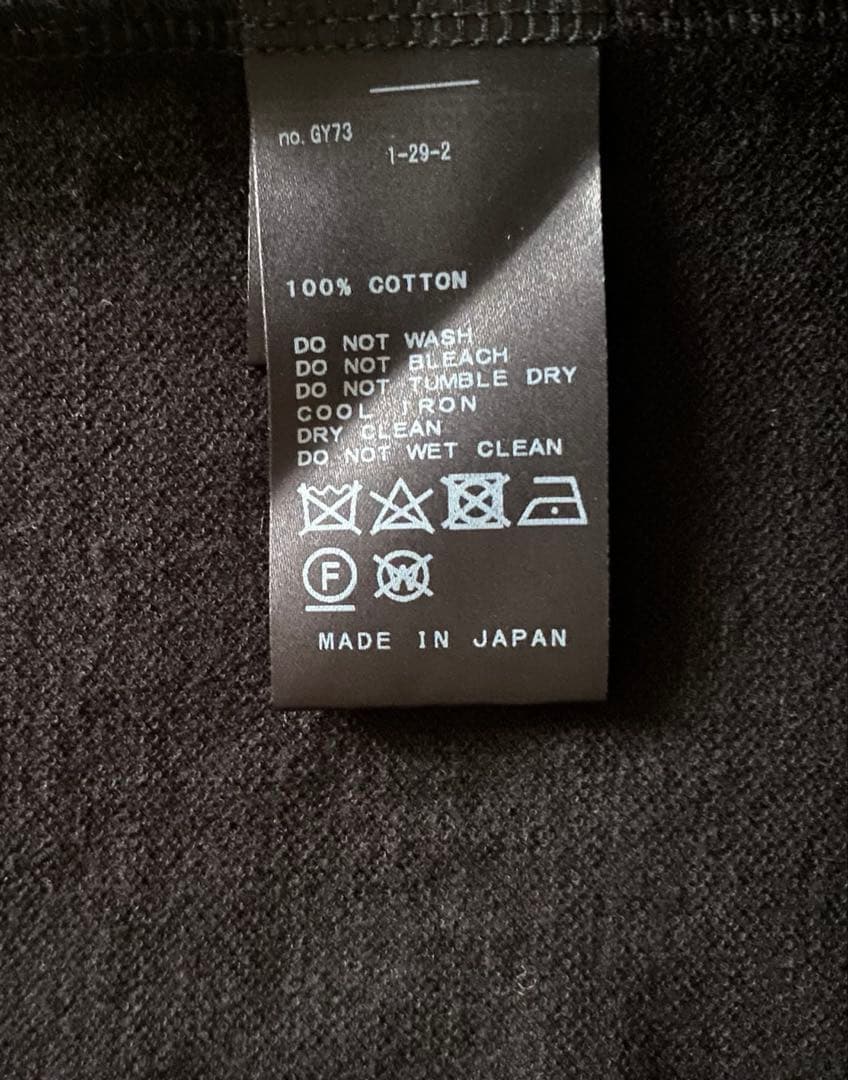 no. GY73
1-29-2
100% COTTON
DO NOT WASH
DO NOT BLEACH
DO NOT TUMBLE DRY
COOL IRON
DRY CLEAN
DO NOT WET CLEAN
F W
MADE IN JAPAN